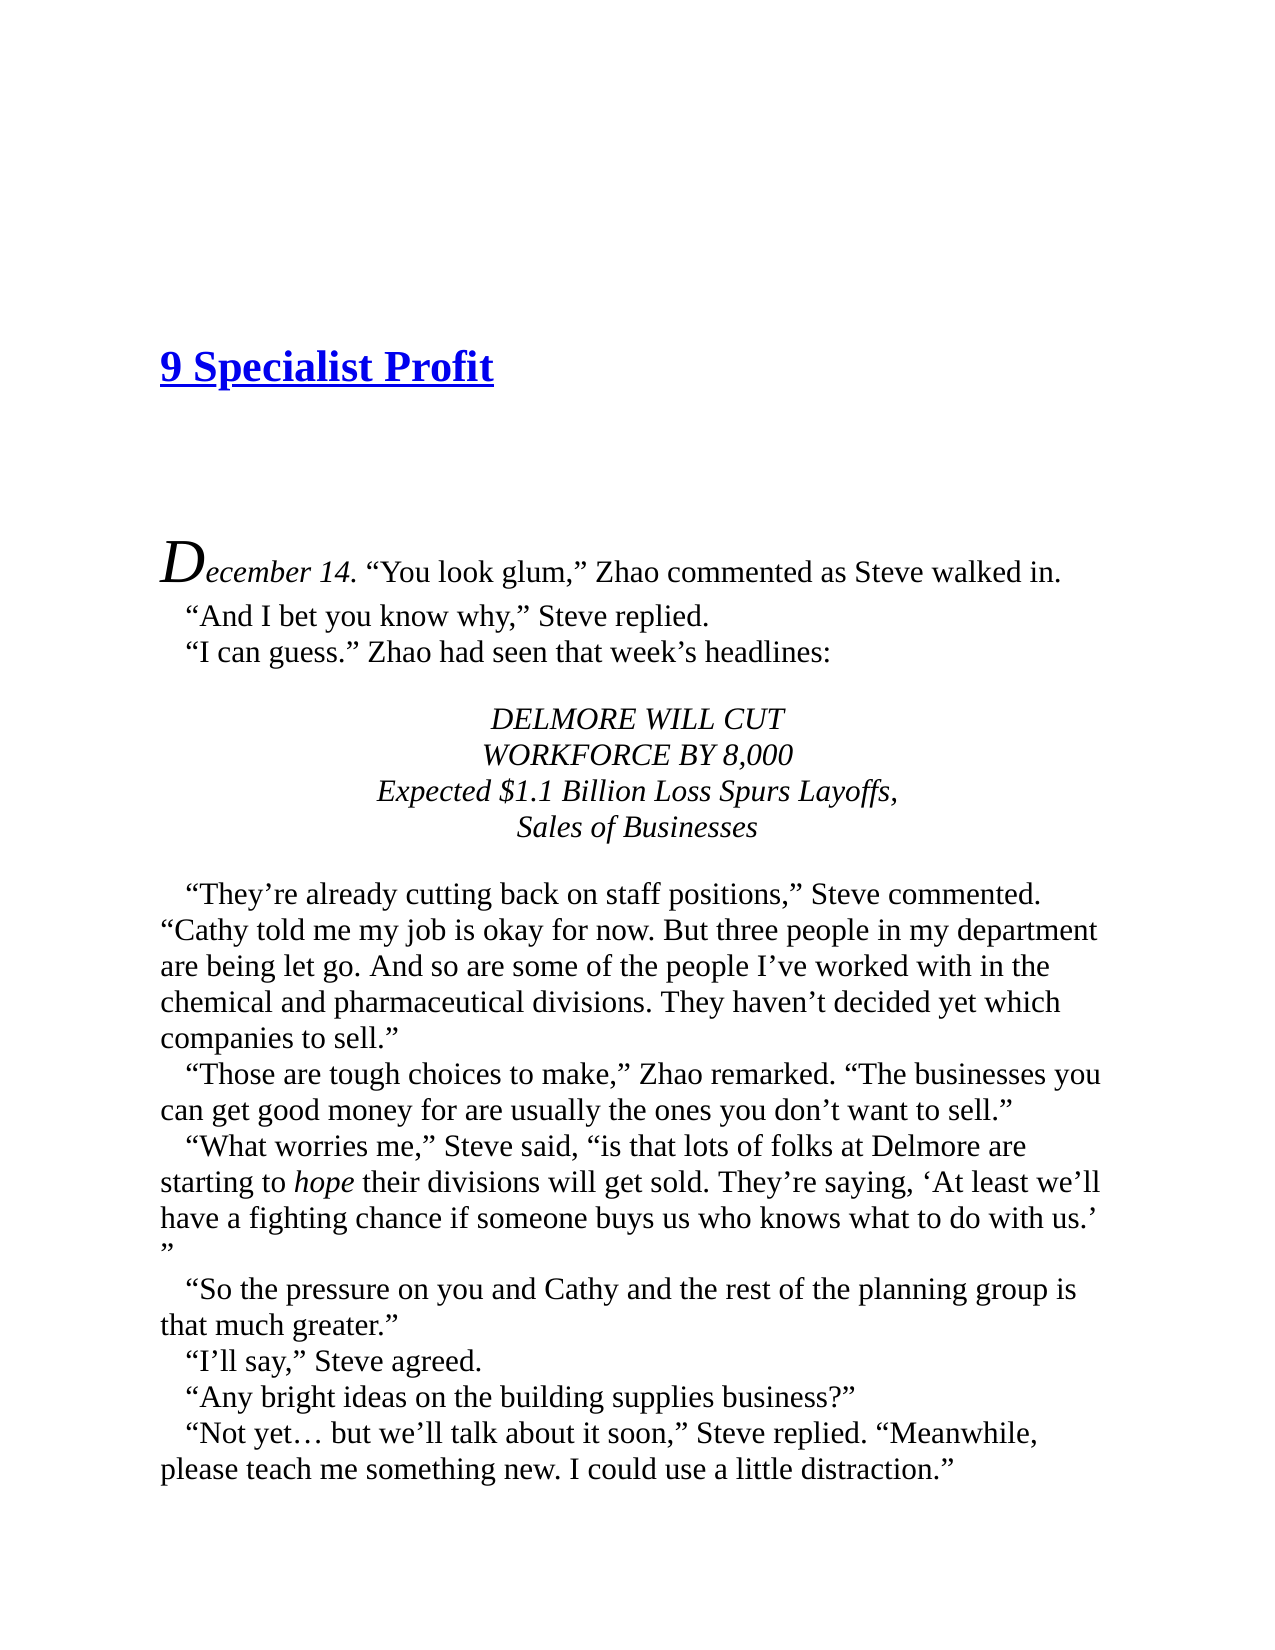 9 Specialist Profit
December 14. “You look glum,” Zhao commented as Steve walked in.
“And I bet you know why,” Steve replied.
“I can guess.” Zhao had seen that week’s headlines:
DELMORE WILL CUT
WORKFORCE BY 8,000
Expected $1.1 Billion Loss Spurs Layoffs,
Sales of Businesses
“They’re already cutting back on staff positions,” Steve commented.
“Cathy told me my job is okay for now. But three people in my department
are being let go. And so are some of the people I’ve worked with in the
chemical and pharmaceutical divisions. They haven’t decided yet which
companies to sell.”
“Those are tough choices to make,” Zhao remarked. “The businesses you
can get good money for are usually the ones you don’t want to sell.”
“What worries me,” Steve said, “is that lots of folks at Delmore are
starting to hope their divisions will get sold. They’re saying, ‘At least we’ll
have a fighting chance if someone buys us who knows what to do with us.’
”
“So the pressure on you and Cathy and the rest of the planning group is
that much greater.”
“I’ll say,” Steve agreed.
“Any bright ideas on the building supplies business?”
“Not yet… but we’ll talk about it soon,” Steve replied. “Meanwhile,
please teach me something new. I could use a little distraction.”